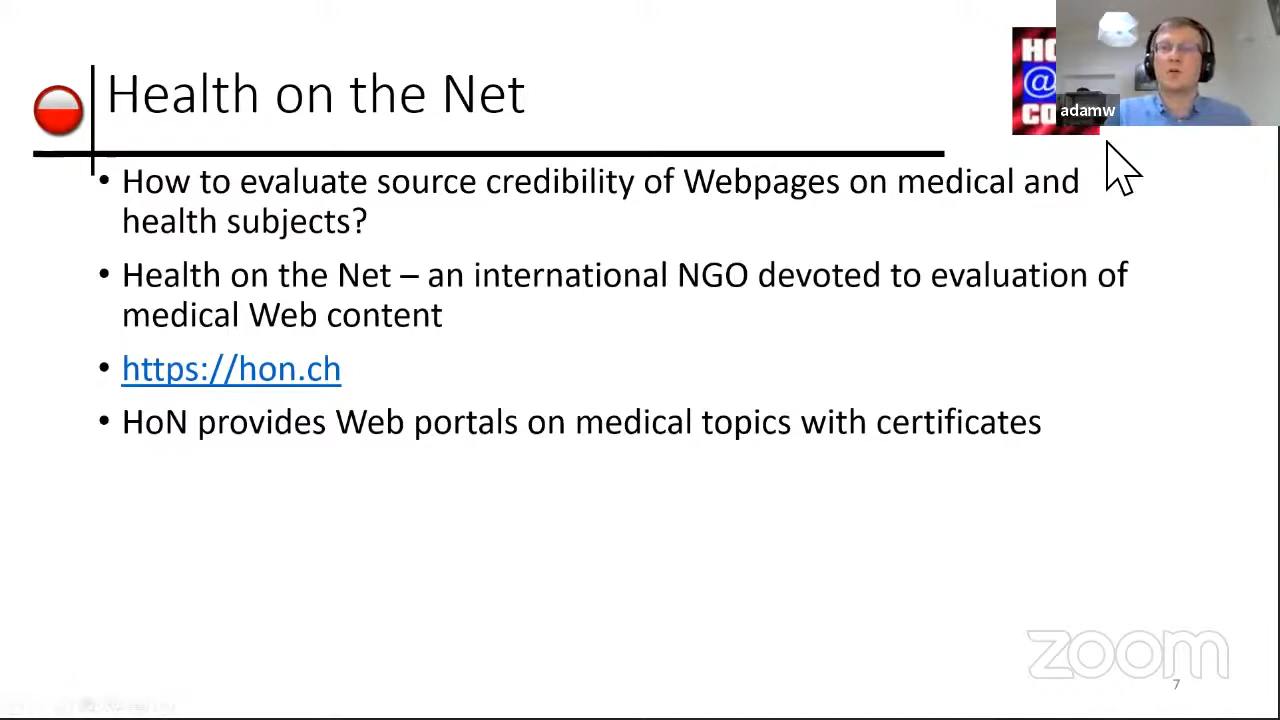 Health on the Net
HO
@
CO
adamw
• How to evaluate source credibility of Webpages on medical and
health subjects?
• Health on the Net – an international NGO devoted to evaluation of
medical Web content
• https://hon.ch
• HoN provides Web portals on medical topics with certificates
zoom
7